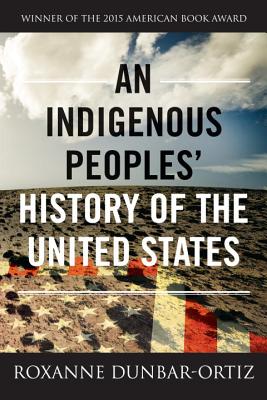 WINNER OF THE 2015 AMERICAN BOOK AWARD
AN
INDIGENOUS
PEOPLES'
HISTORY OF THE
UNITED STATES
ROXANNE DUNBAR-ORTIZ